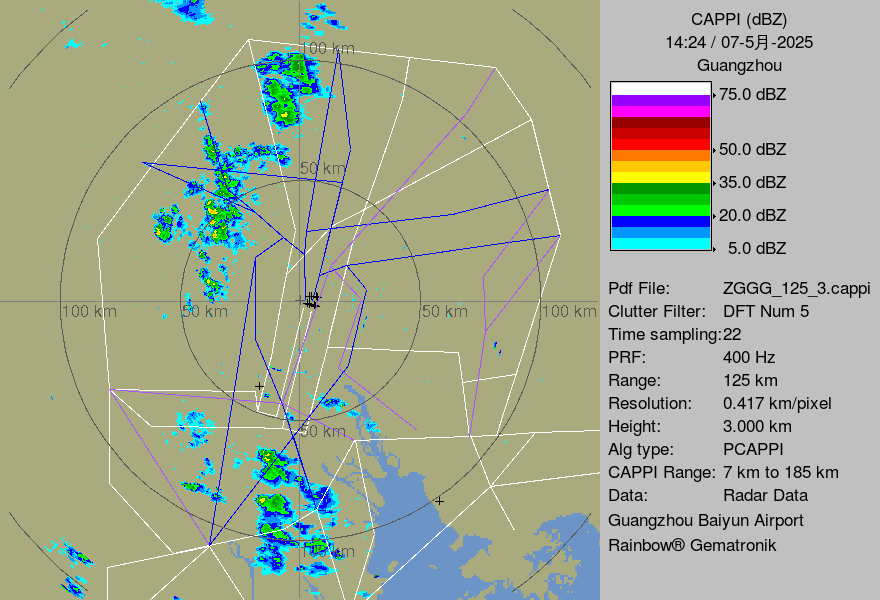 CAPPI (dBZ)
14:24 / 07-5月-2025
Guangzhou
75.0 dBZ
50.0 dBZ
35.0 dBZ
20.0 dBZ
5.0 dBZ
Pdf File: ZGGG_125_3.cappi
Clutter Filter: DFT Num 5
Time sampling:22
PRF: 400 Hz
Range: 125 km
Resolution: 0.417 km/pixel
Height: 3.000 km
Alg type: PCAPPI
CAPPI Range: 7 km to 185 km
Data: Radar Data
Guangzhou Baiyun Airport
Rainbow® Gematronik
100 km
50 km
100 km
50 km
50 km
100 km
50 km
100 km